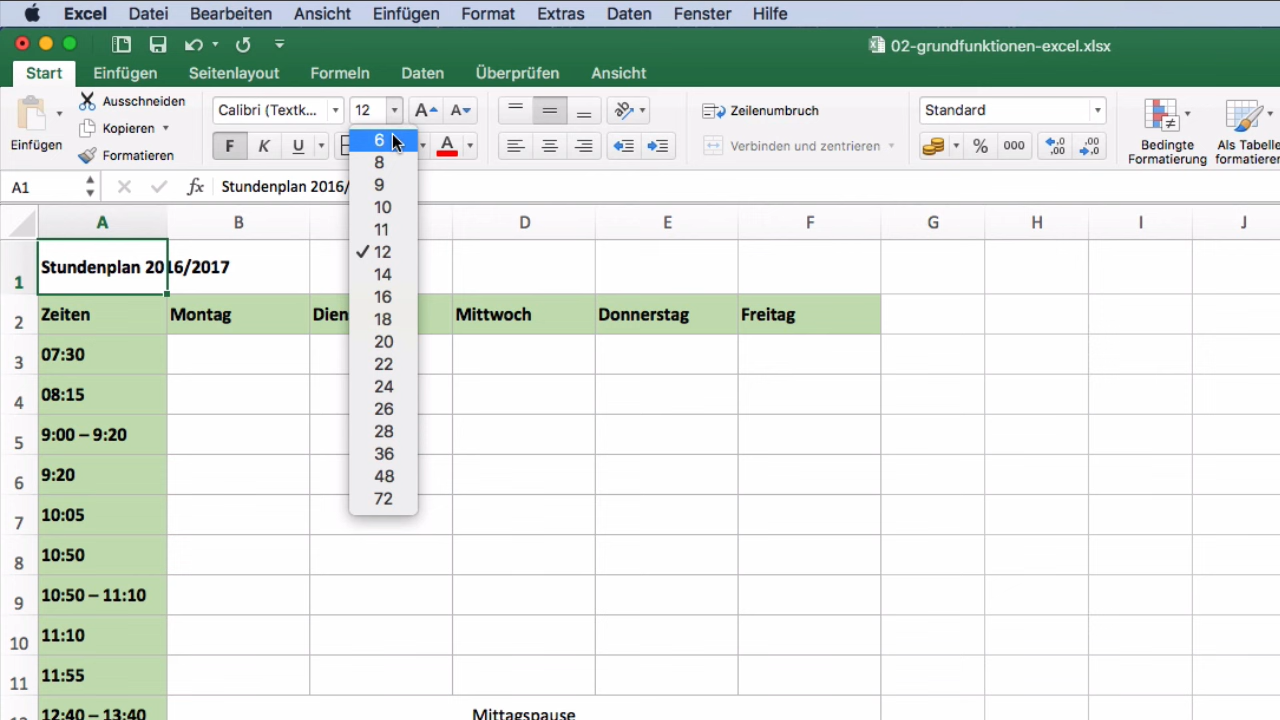 Excel Datei Bearbeiten Ansicht Einfügen Format Extras Daten Fenster Hilfe
02-grundfunktionen-excel.xlsx
Start Einfügen Seitenlayout Formeln Daten Überprüfen Ansicht
Einfügen
Ausschneiden
Kopieren
Formatieren
Calibri (Textk... 12 A A
F K U A
Zeilenumbruch
Verbinden und zentrieren
Standard
% 000 ,00 ,0
Bedingte Formatierung
Als Tabelle
6
8
9
10
11
12
14
16
18
20
22
24
26
28
36
48
72
A1 fx Stundenplan 2016/
A B D E F G H I J
1 Stundenplan 2016/2017
2 Zeiten Montag Dien Mittwoch Donnerstag Freitag
3 07:30
4 08:15
5 9:00 – 9:20
6 9:20
7 10:05
8 10:50
9 10:50 – 11:10
10 11:10
11 11:55
12:40 – 13:40 Mittagspause